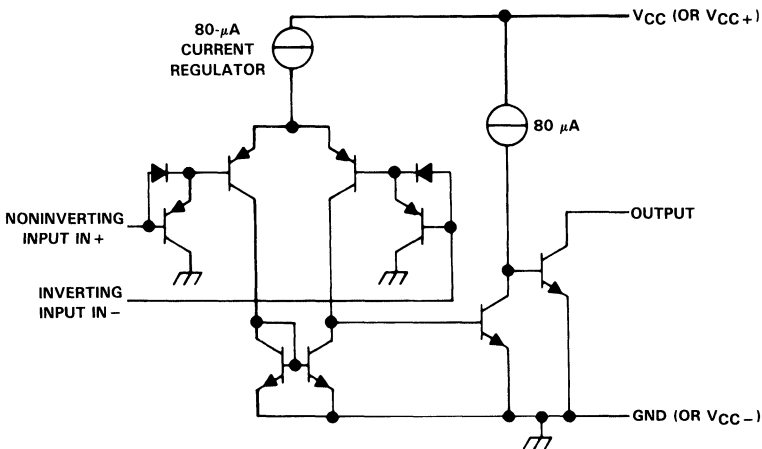 80-μA
CURRENT
REGULATOR
VCC (OR VCC+)
80 μA
NONINVERTING
INPUT IN+
OUTPUT
INVERTING
INPUT IN−
GND (OR VCC−)